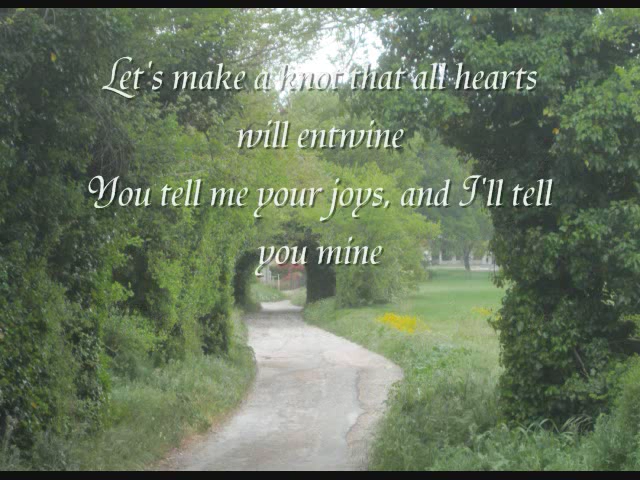 Let's make a knot that all hearts
will entwine
You tell me your joys, and I'll tell
you mine